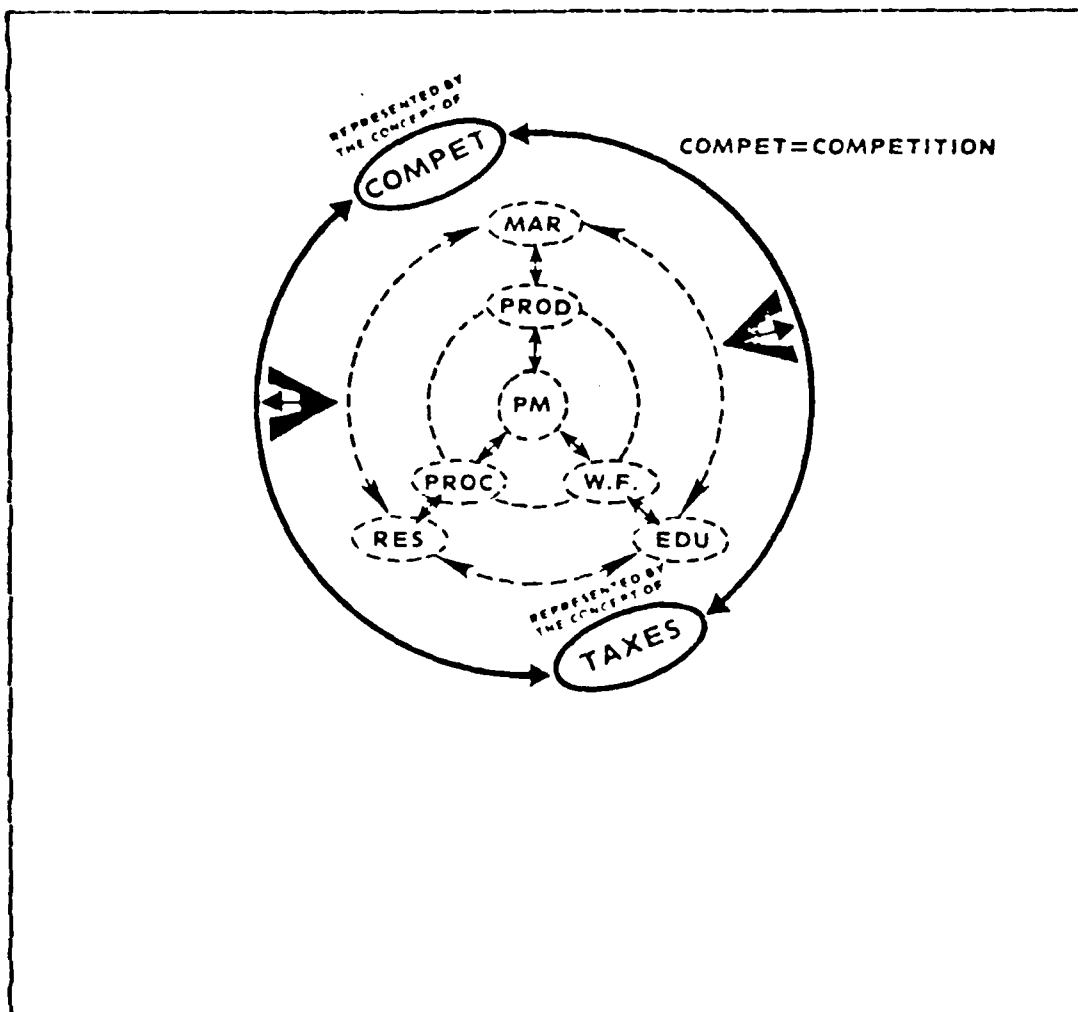 REPRESENTED BY
THE CONCEPT OF
COMPET
COMPET=COMPETITION
MAR
PROD
PM
PROC
W.F.
RES
EDU
REPRESENTED BY
THE CONCEPT OF
TAXES